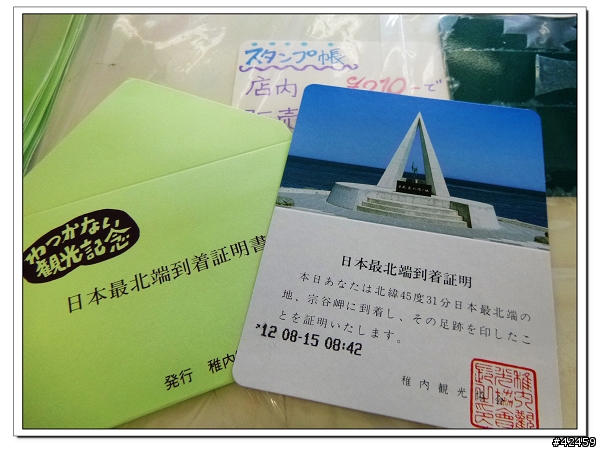 スタンプ帳
店内
¥210-で
販売
わっかない
観光記念
日本最北端到着証明書
発行 稚内
日本最北端到着証明
本日あなたは北緯45度31分日本最北端の
地、宗谷岬に到着し、その足跡を印したこ
とを証明いたします。
'12 08-15 08:42
稚内観光協会
#42459